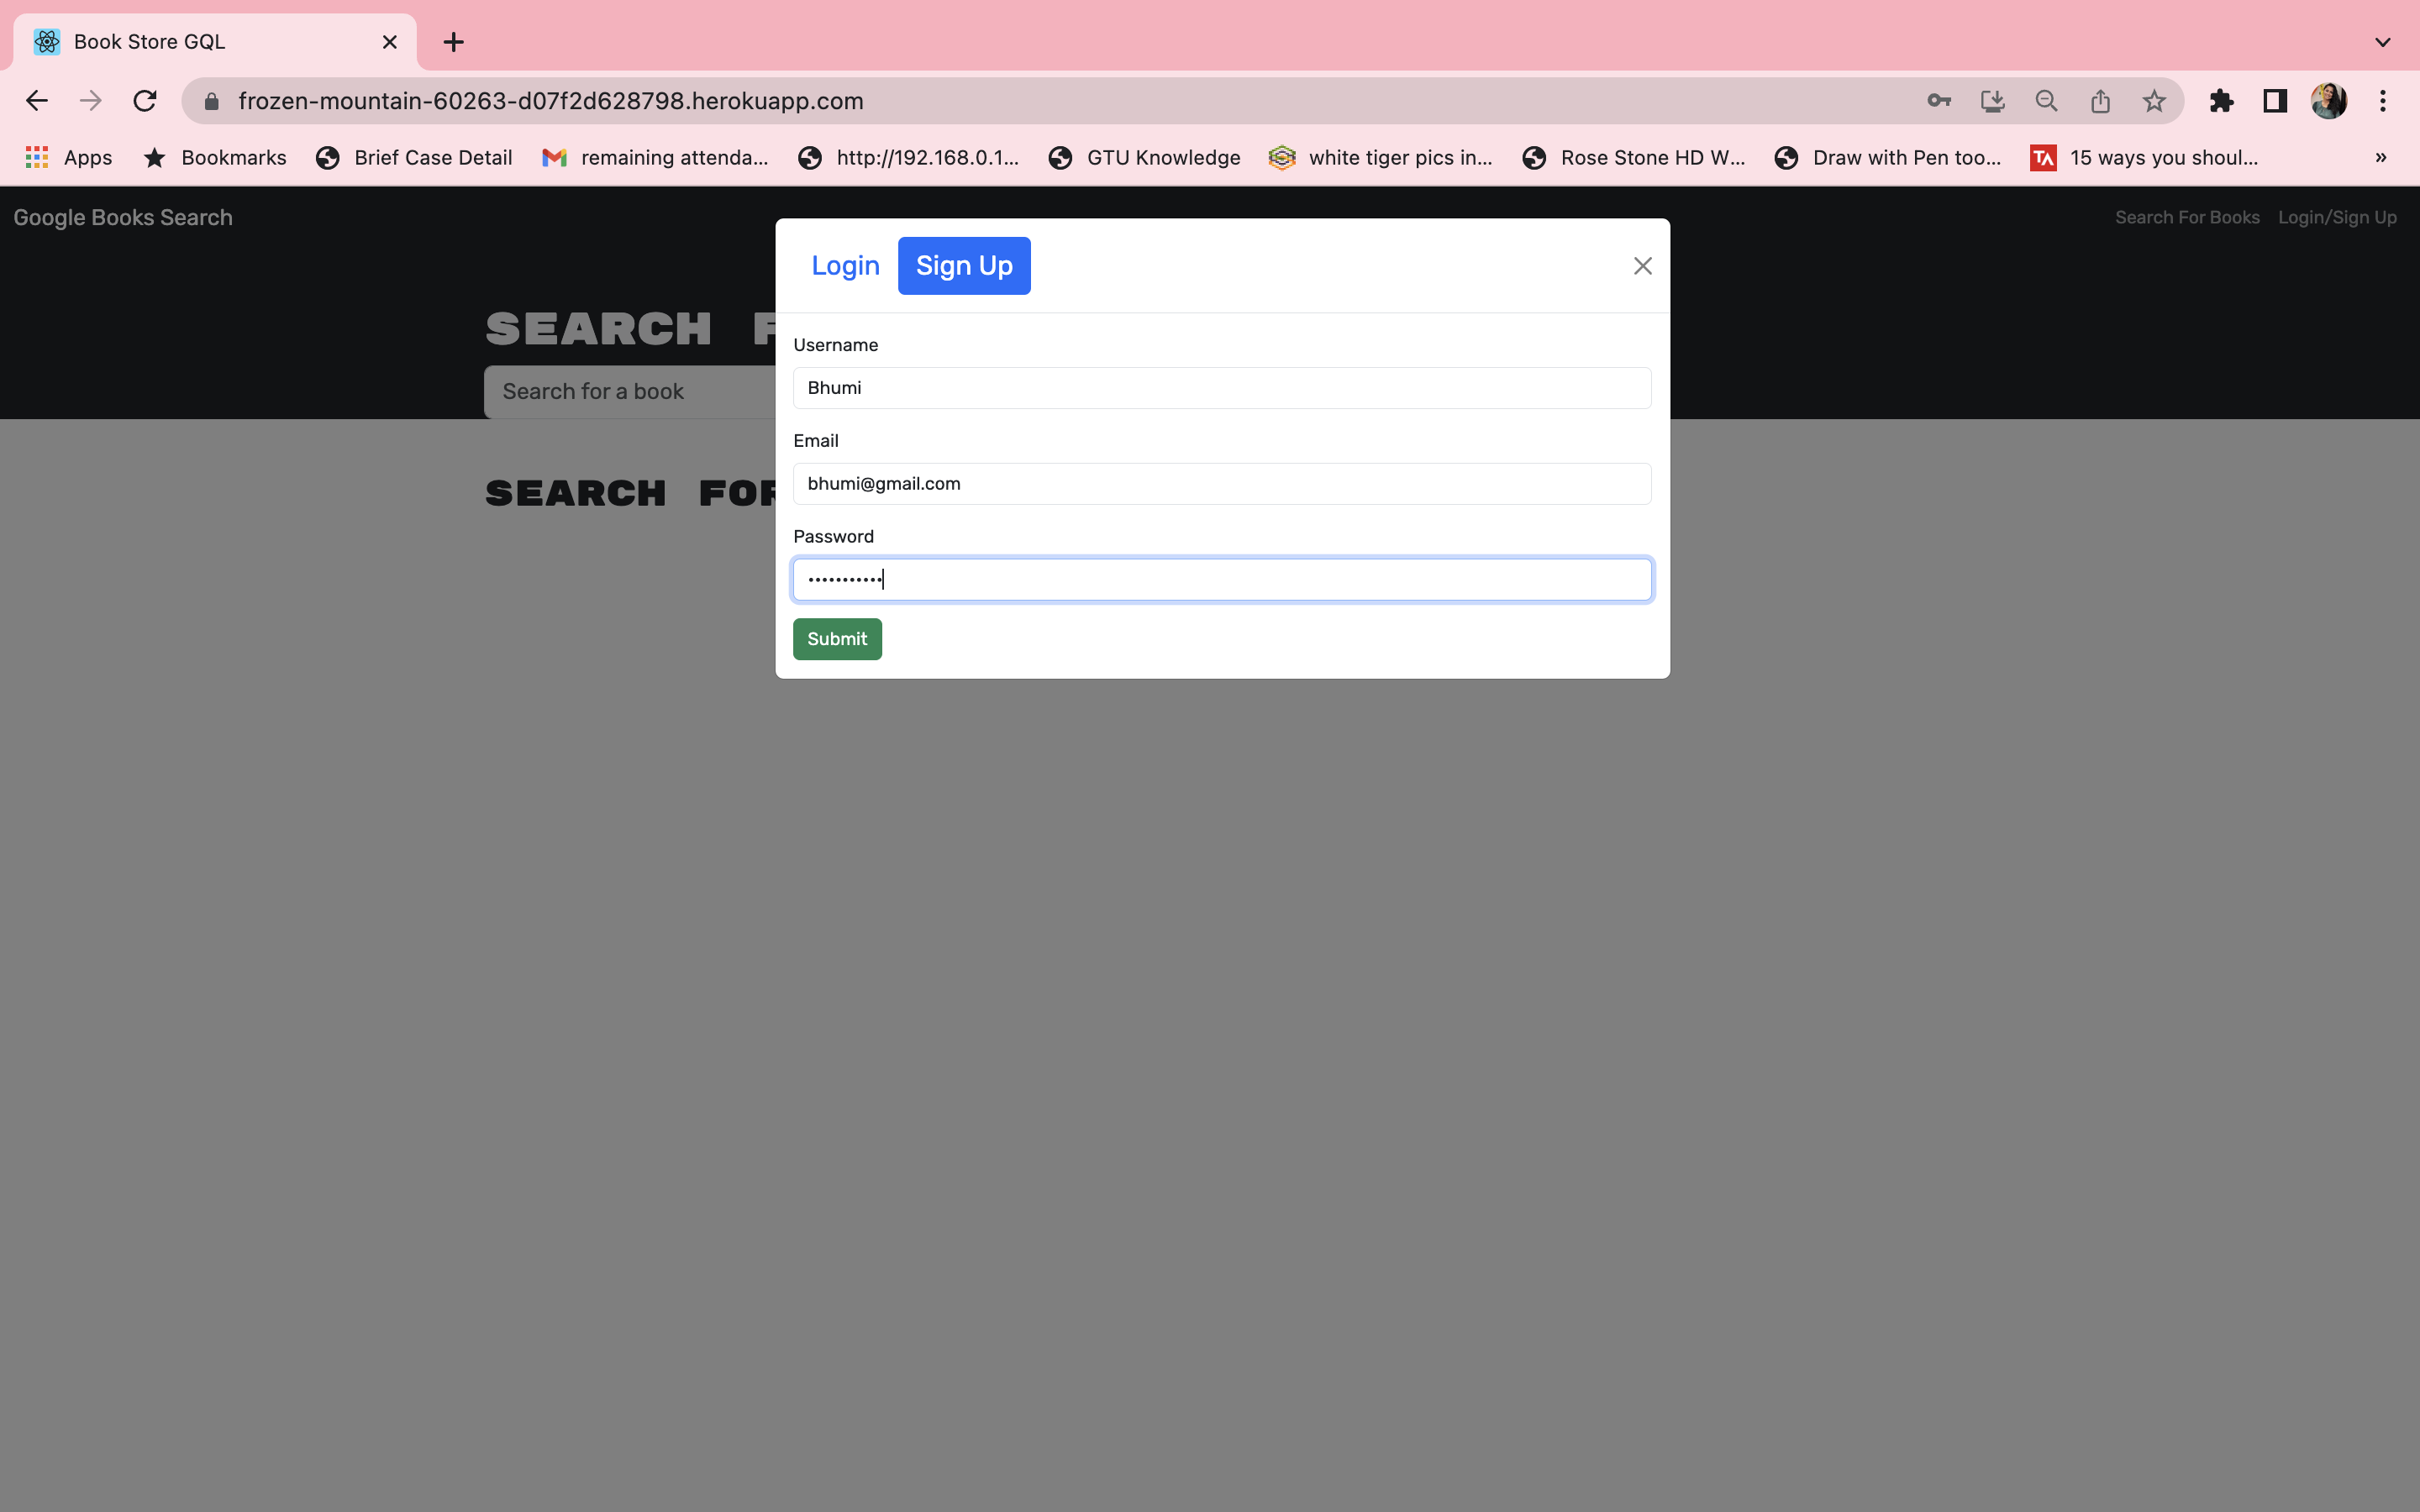 Book Store GQL
frozen-mountain-60263-d07f2d628798.herokuapp.com
Apps Bookmarks Brief Case Detail remaining attenda... http://192.168.0.1... GTU Knowledge white tiger pics in... Rose Stone HD W... Draw with Pen too... TA 15 ways you shoul... »
Google Books Search Search For Books Login/Sign Up
Login Sign Up
SEARCH F
Username
Bhumi
Search for a book
Email
bhumi@gmail.com
SEARCH FOR
Password
•••••••••••
Submit